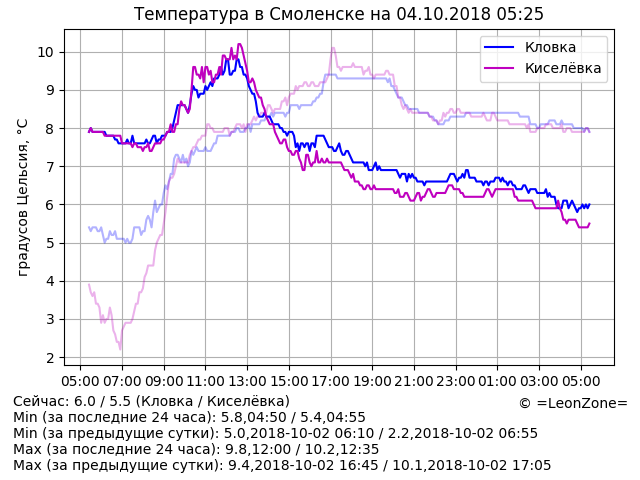 Температура в Смоленске на 04.10.2018 05:25
Кловка
Киселёвка
градусов Цельсия, °C
10
9
8
7
6
5
4
3
2
05:00 07:00 09:00 11:00 13:00 15:00 17:00 19:00 21:00 23:00 01:00 03:00 05:00
Сейчас: 6.0 / 5.5 (Кловка / Киселёвка)
© =LeonZone=
Min (за последние 24 часа): 5.8,04:50 / 5.4,04:55
Min (за предыдущие сутки): 5.0,2018-10-02 06:10 / 2.2,2018-10-02 06:55
Max (за последние 24 часа): 9.8,12:00 / 10.2,12:35
Max (за предыдущие сутки): 9.4,2018-10-02 16:45 / 10.1,2018-10-02 17:05